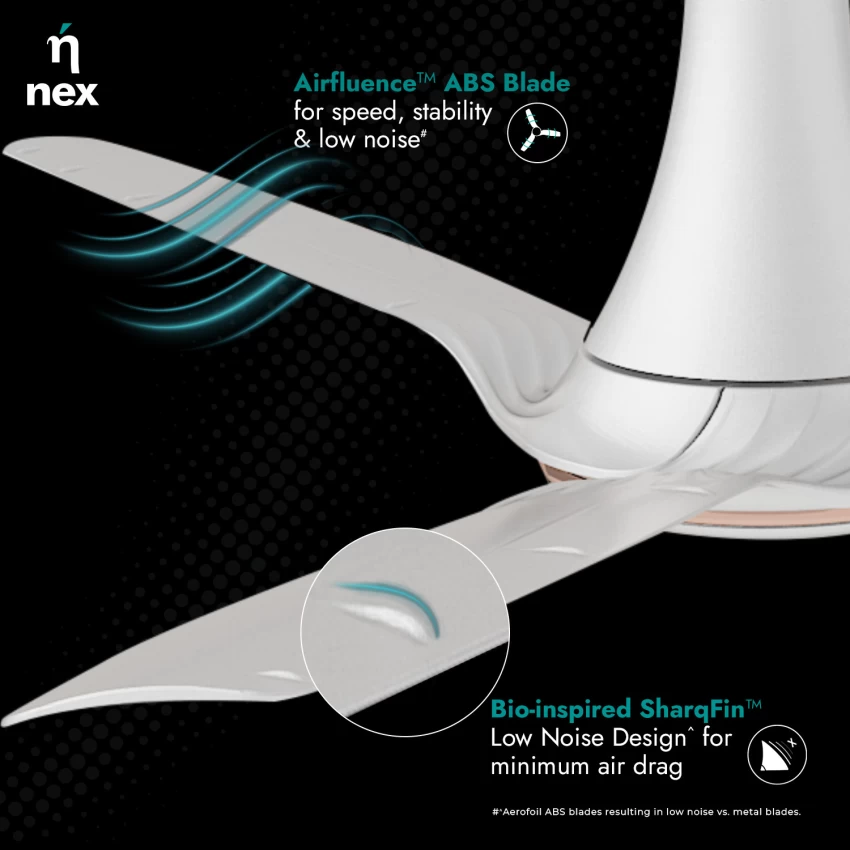 ή
nex
Airfluence™ ABS Blade
for speed, stability
& low noise#
Bio-inspired SharqFin™
Low Noise Design^ for
minimum air drag
#^Aerofoil ABS blades resulting in low noise vs. metal blades.